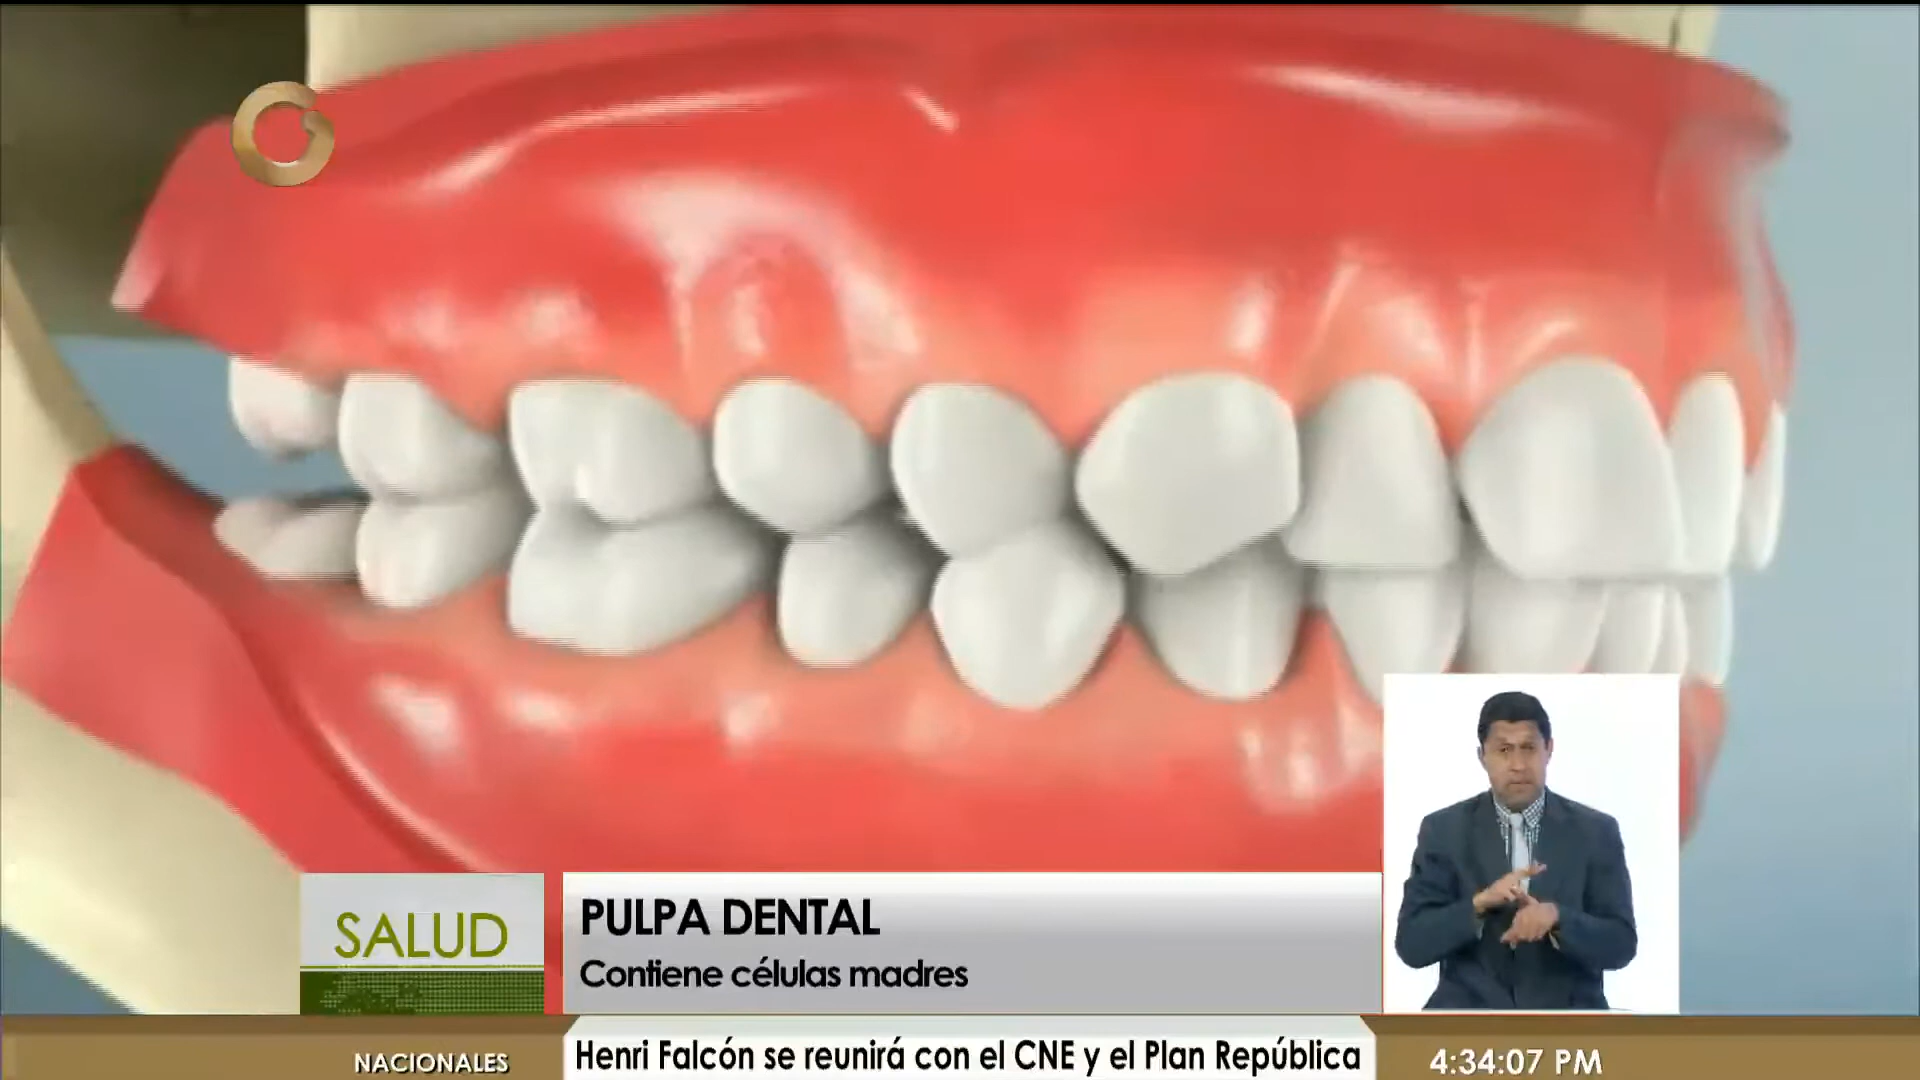 SALUD
PULPA DENTAL
Contiene células madres
NACIONALES
Henri Falcón se reunirá con el CNE y el Plan República
4:34:07 PM